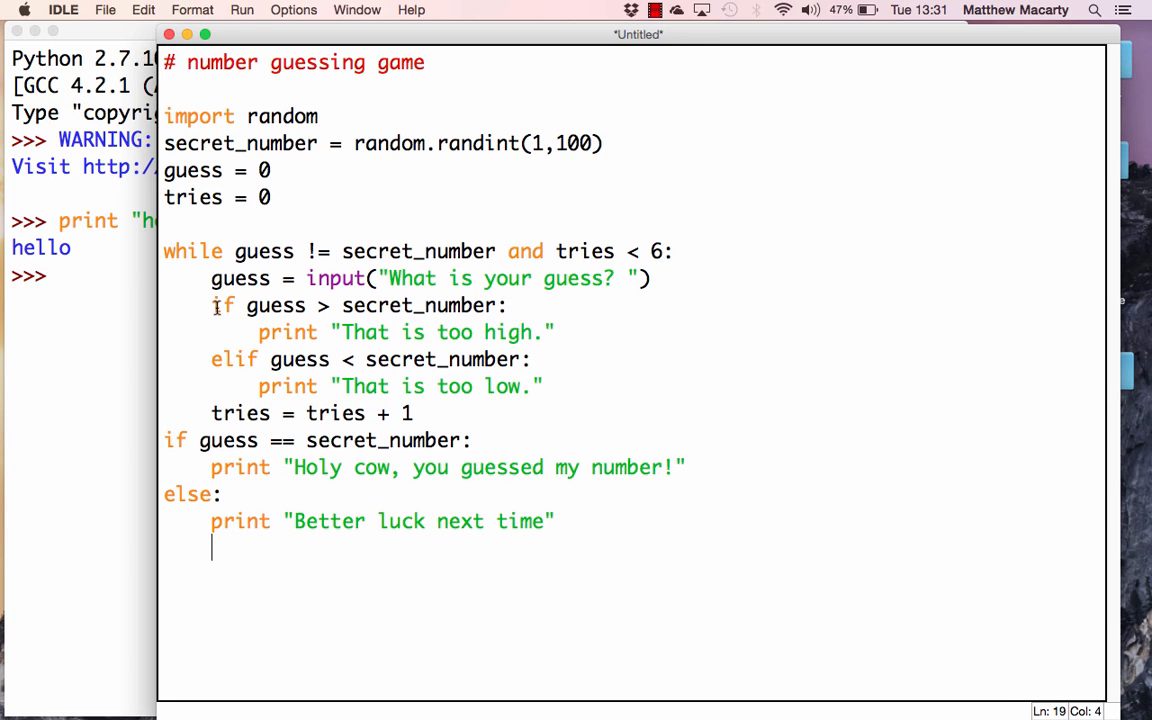 IDLE File Edit Format Run Options Window Help 47% Tue 13:31 Matthew Macarty
*Untitled*
Python 2.7.10
[GCC 4.2.1 (
Type "copyri
>>> WARNING:
Visit http:/
>>> print "h
hello
>>>
# number guessing game
import random
secret_number = random.randint(1,100)
guess = 0
tries = 0
while guess != secret_number and tries < 6:
    guess = input("What is your guess? ")
    if guess > secret_number:
        print "That is too high."
    elif guess < secret_number:
        print "That is too low."
    tries = tries + 1
if guess == secret_number:
    print "Holy cow, you guessed my number!"
else:
    print "Better luck next time"
Ln: 19 Col: 4